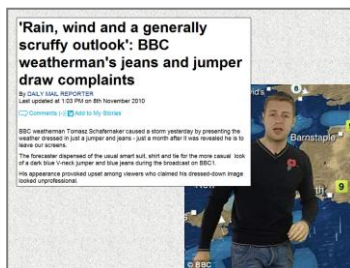 'Rain, wind and a generally
scruffy outlook': BBC
weatherman's jeans and jumper
draw complaints
By DAILY MAIL REPORTER
Last updated at 1:03 PM on 8th November 2010
Comments (-) Add to My Stories
BBC weatherman Tomasz Schafernaker caused a storm yesterday by presenting the
weather dressed in just a jumper and jeans - just a month after it was revealed he is to
leave our screens.
The forecaster dispensed of the usual smart suit, shirt and tie for the more casual look
of a dark blue V-neck jumper and blue jeans during the broadcast on BBC1.
His appearance provoked upset among viewers who claimed his dressed-down image
looked unprofessional.
8
Barnstaple
9
© BBC